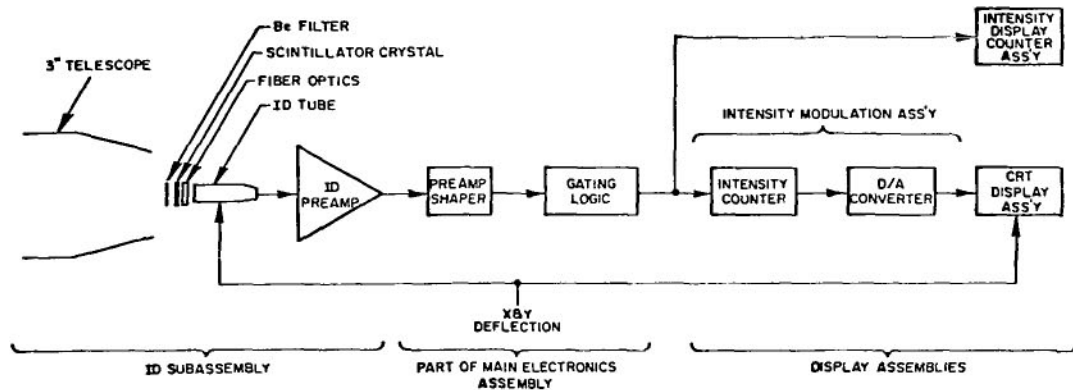 Be FILTER
SCINTILLATOR CRYSTAL
3" TELESCOPE
FIBER OPTICS
ID TUBE
INTENSITY
DISPLAY
COUNTER
ASS'Y
INTENSITY MODULATION ASS'Y
ID
PREAMP
PREAMP
SHAPER
GATING
LOGIC
INTENSITY
COUNTER
D/A
CONVERTER
CRT
DISPLAY
ASS'Y
X&Y
DEFLECTION
ID SUBASSEMBLY
PART OF MAIN ELECTRONICS
ASSEMBLY
DISPLAY ASSEMBLIES